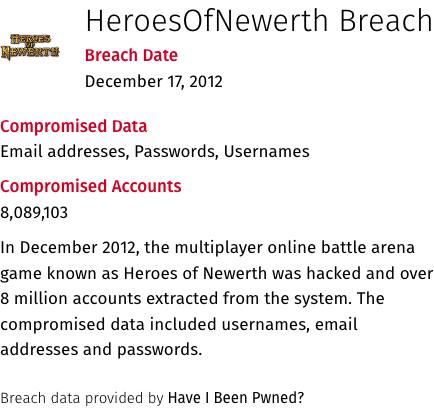 HeroesOfNewerth Breach
HEROES
OF
NEWERTH
Breach Date
December 17, 2012
Compromised Data
Email addresses, Passwords, Usernames
Compromised Accounts
8,089,103
In December 2012, the multiplayer online battle arena
game known as Heroes of Newerth was hacked and over
8 million accounts extracted from the system. The
compromised data included usernames, email
addresses and passwords.
Breach data provided by Have I Been Pwned?